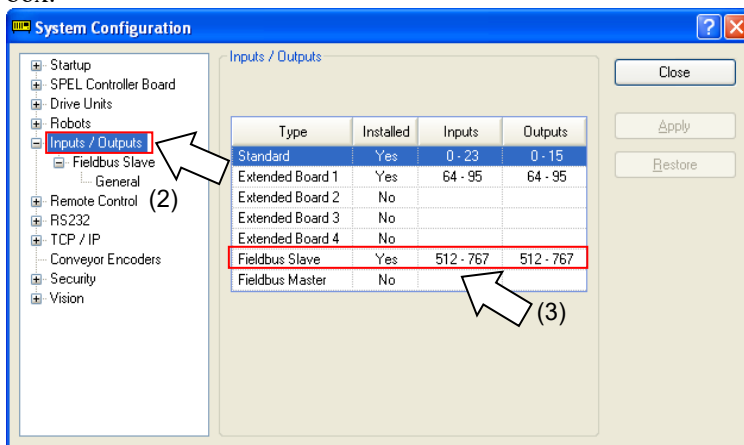 box.
System Configuration
Startup
SPEL Controller Board
Drive Units
Robots
Inputs / Outputs
Fieldbus Slave
General
Remote Control
(2)
RS232
TCP / IP
Conveyor Encoders
Security
Vision
Inputs / Outputs
Type Installed Inputs Outputs
Standard Yes 0 - 23 0 - 15
Extended Board 1 Yes 64 - 95 64 - 95
Extended Board 2 No
Extended Board 3 No
Extended Board 4 No
Fieldbus Slave Yes 512 - 767 512 - 767
Fieldbus Master No
(3)
Close
Apply
Restore